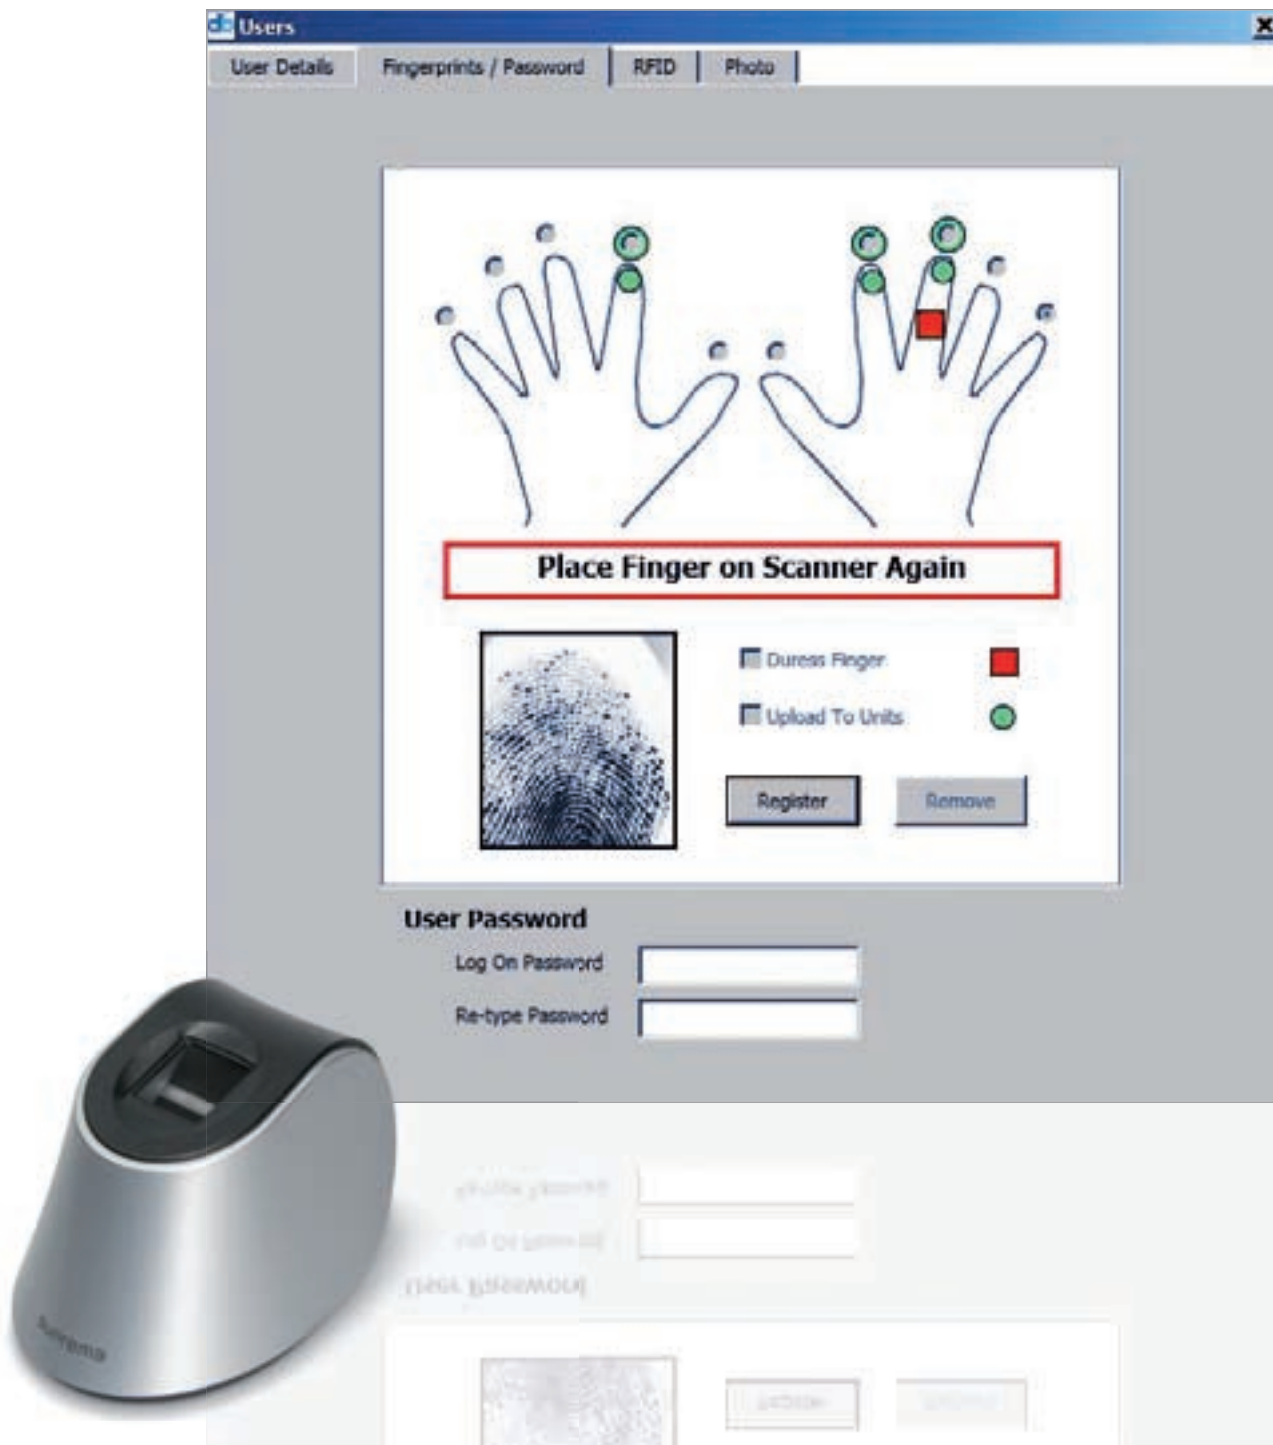 Users
User Details Fingerprints / Password RFID Photo
Place Finger on Scanner Again
Duress Finger
Upload To Units
Register Remove
User Password
Log On Password
Re-type Password
suprema